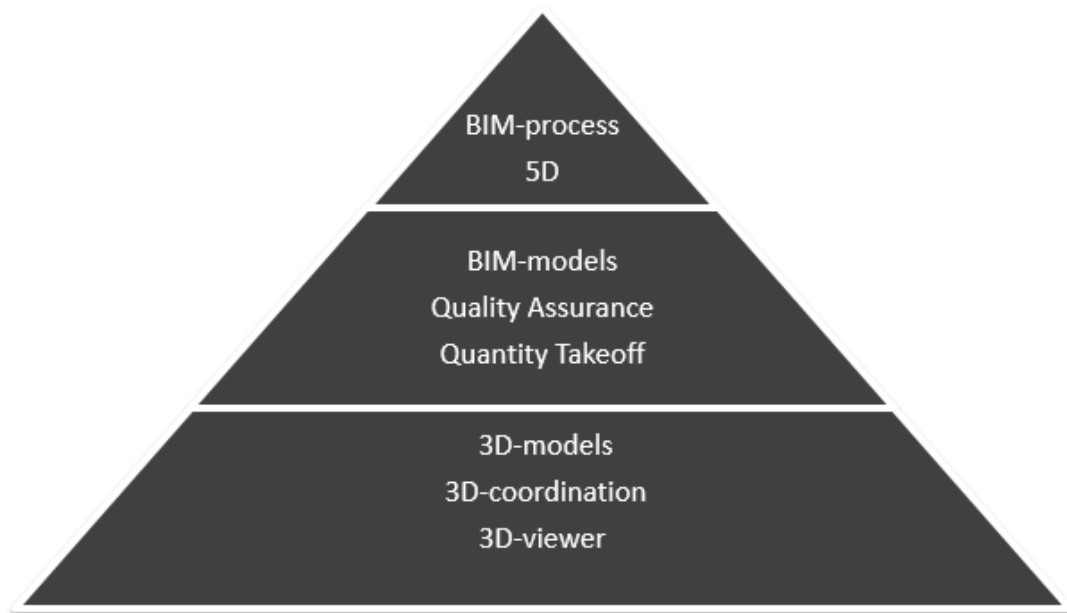 BIM-process
5D
BIM-models
Quality Assurance
Quantity Takeoff
3D-models
3D-coordination
3D-viewer